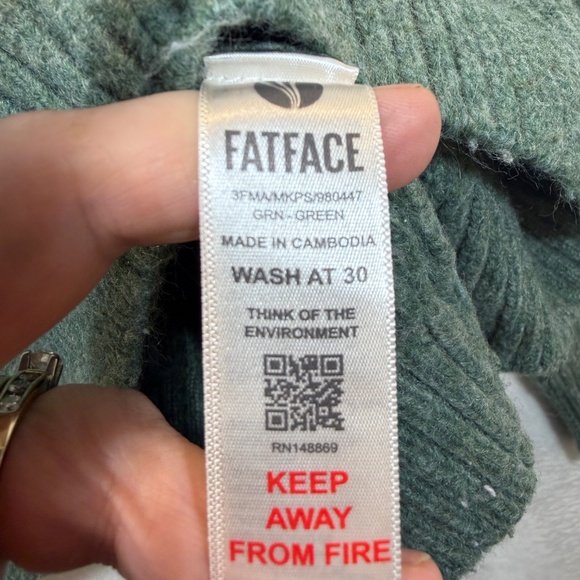 FATFACE
3FMA/MKPS/980447
GRN - GREEN
MADE IN CAMBODIA
WASH AT 30
THINK OF THE
ENVIRONMENT
RN148869
KEEP
AWAY
FROM FIRE